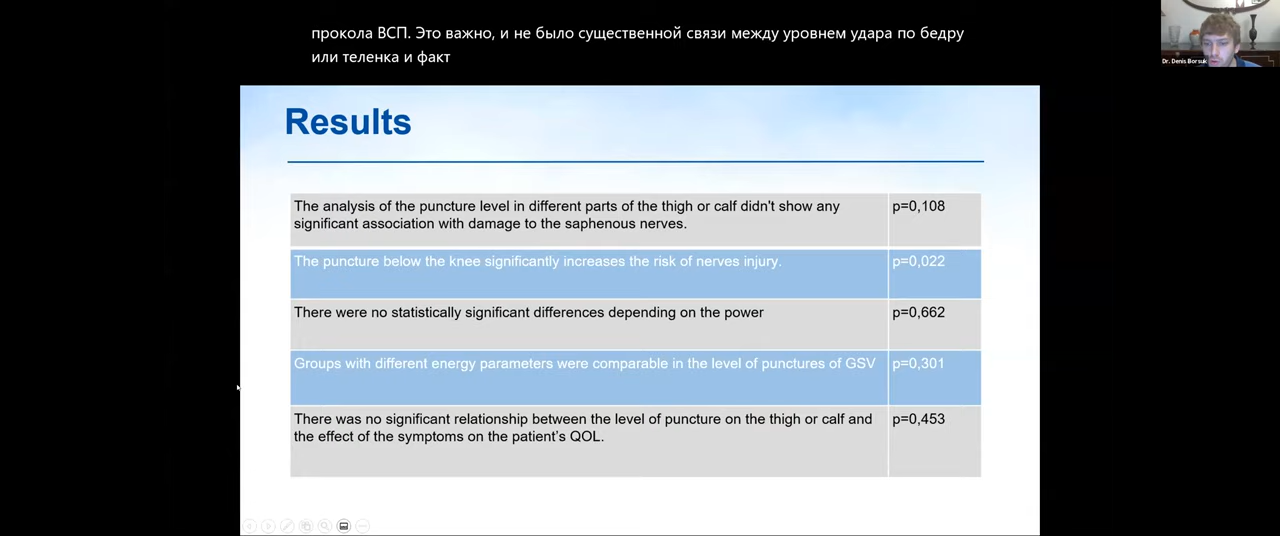 прокола ВСП. Это важно, и не было существенной связи между уровнем удара по бедру
или теленка и факт
Dr. Denis Borsuk
Results
The analysis of the puncture level in different parts of the thigh or calf didn't show any
significant association with damage to the saphenous nerves.
p=0,108
The puncture below the knee significantly increases the risk of nerves injury.
p=0,022
There were no statistically significant differences depending on the power
p=0,662
Groups with different energy parameters were comparable in the level of punctures of GSV
p=0,301
There was no significant relationship between the level of puncture on the thigh or calf and
the effect of the symptoms on the patient's QOL.
p=0,453